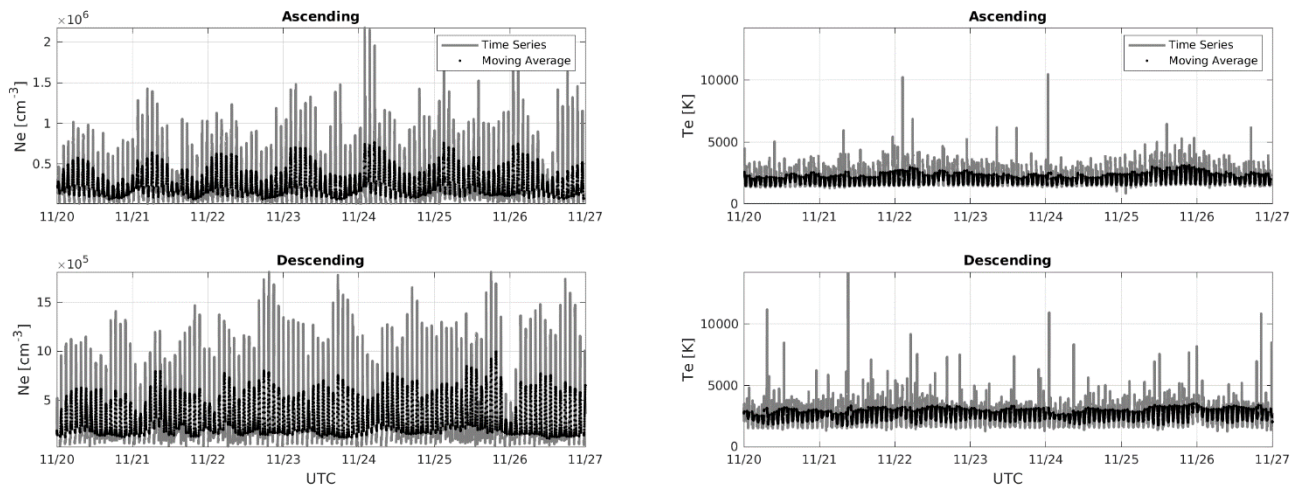 Ascending
×10⁶
2
1.5
1
0.5
Ne [cm⁻³]
Time Series
Moving Average
11/20 11/21 11/22 11/23 11/24 11/25 11/26 11/27
Ascending
10000
5000
0
Te [K]
Time Series
Moving Average
11/20 11/21 11/22 11/23 11/24 11/25 11/26 11/27
Descending
×10⁵
15
10
5
Ne [cm⁻³]
11/20 11/21 11/22 11/23 11/24 11/25 11/26 11/27
UTC
Descending
10000
5000
0
Te [K]
11/20 11/21 11/22 11/23 11/24 11/25 11/26 11/27
UTC